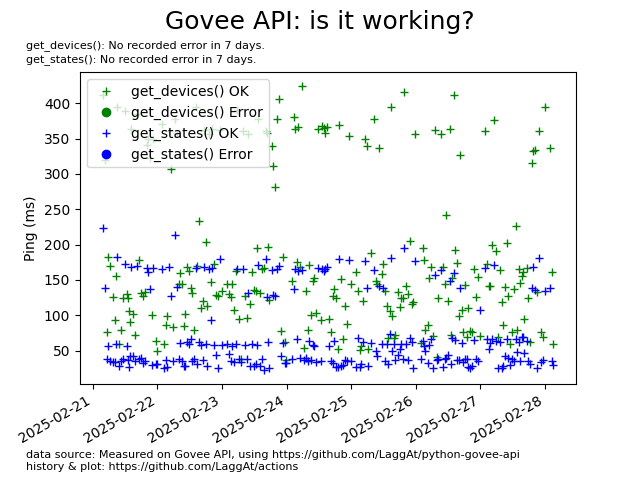 Govee API: is it working?
get_devices(): No recorded error in 7 days.
get_states(): No recorded error in 7 days.
get_devices() OK
get_devices() Error
get_states() OK
get_states() Error
Ping (ms)
400
350
300
250
200
150
100
50
2025-02-21
2025-02-22
2025-02-23
2025-02-24
2025-02-25
2025-02-26
2025-02-27
2025-02-28
data source: Measured on Govee API, using https://github.com/LaggAt/python-govee-api
history & plot: https://github.com/LaggAt/actions